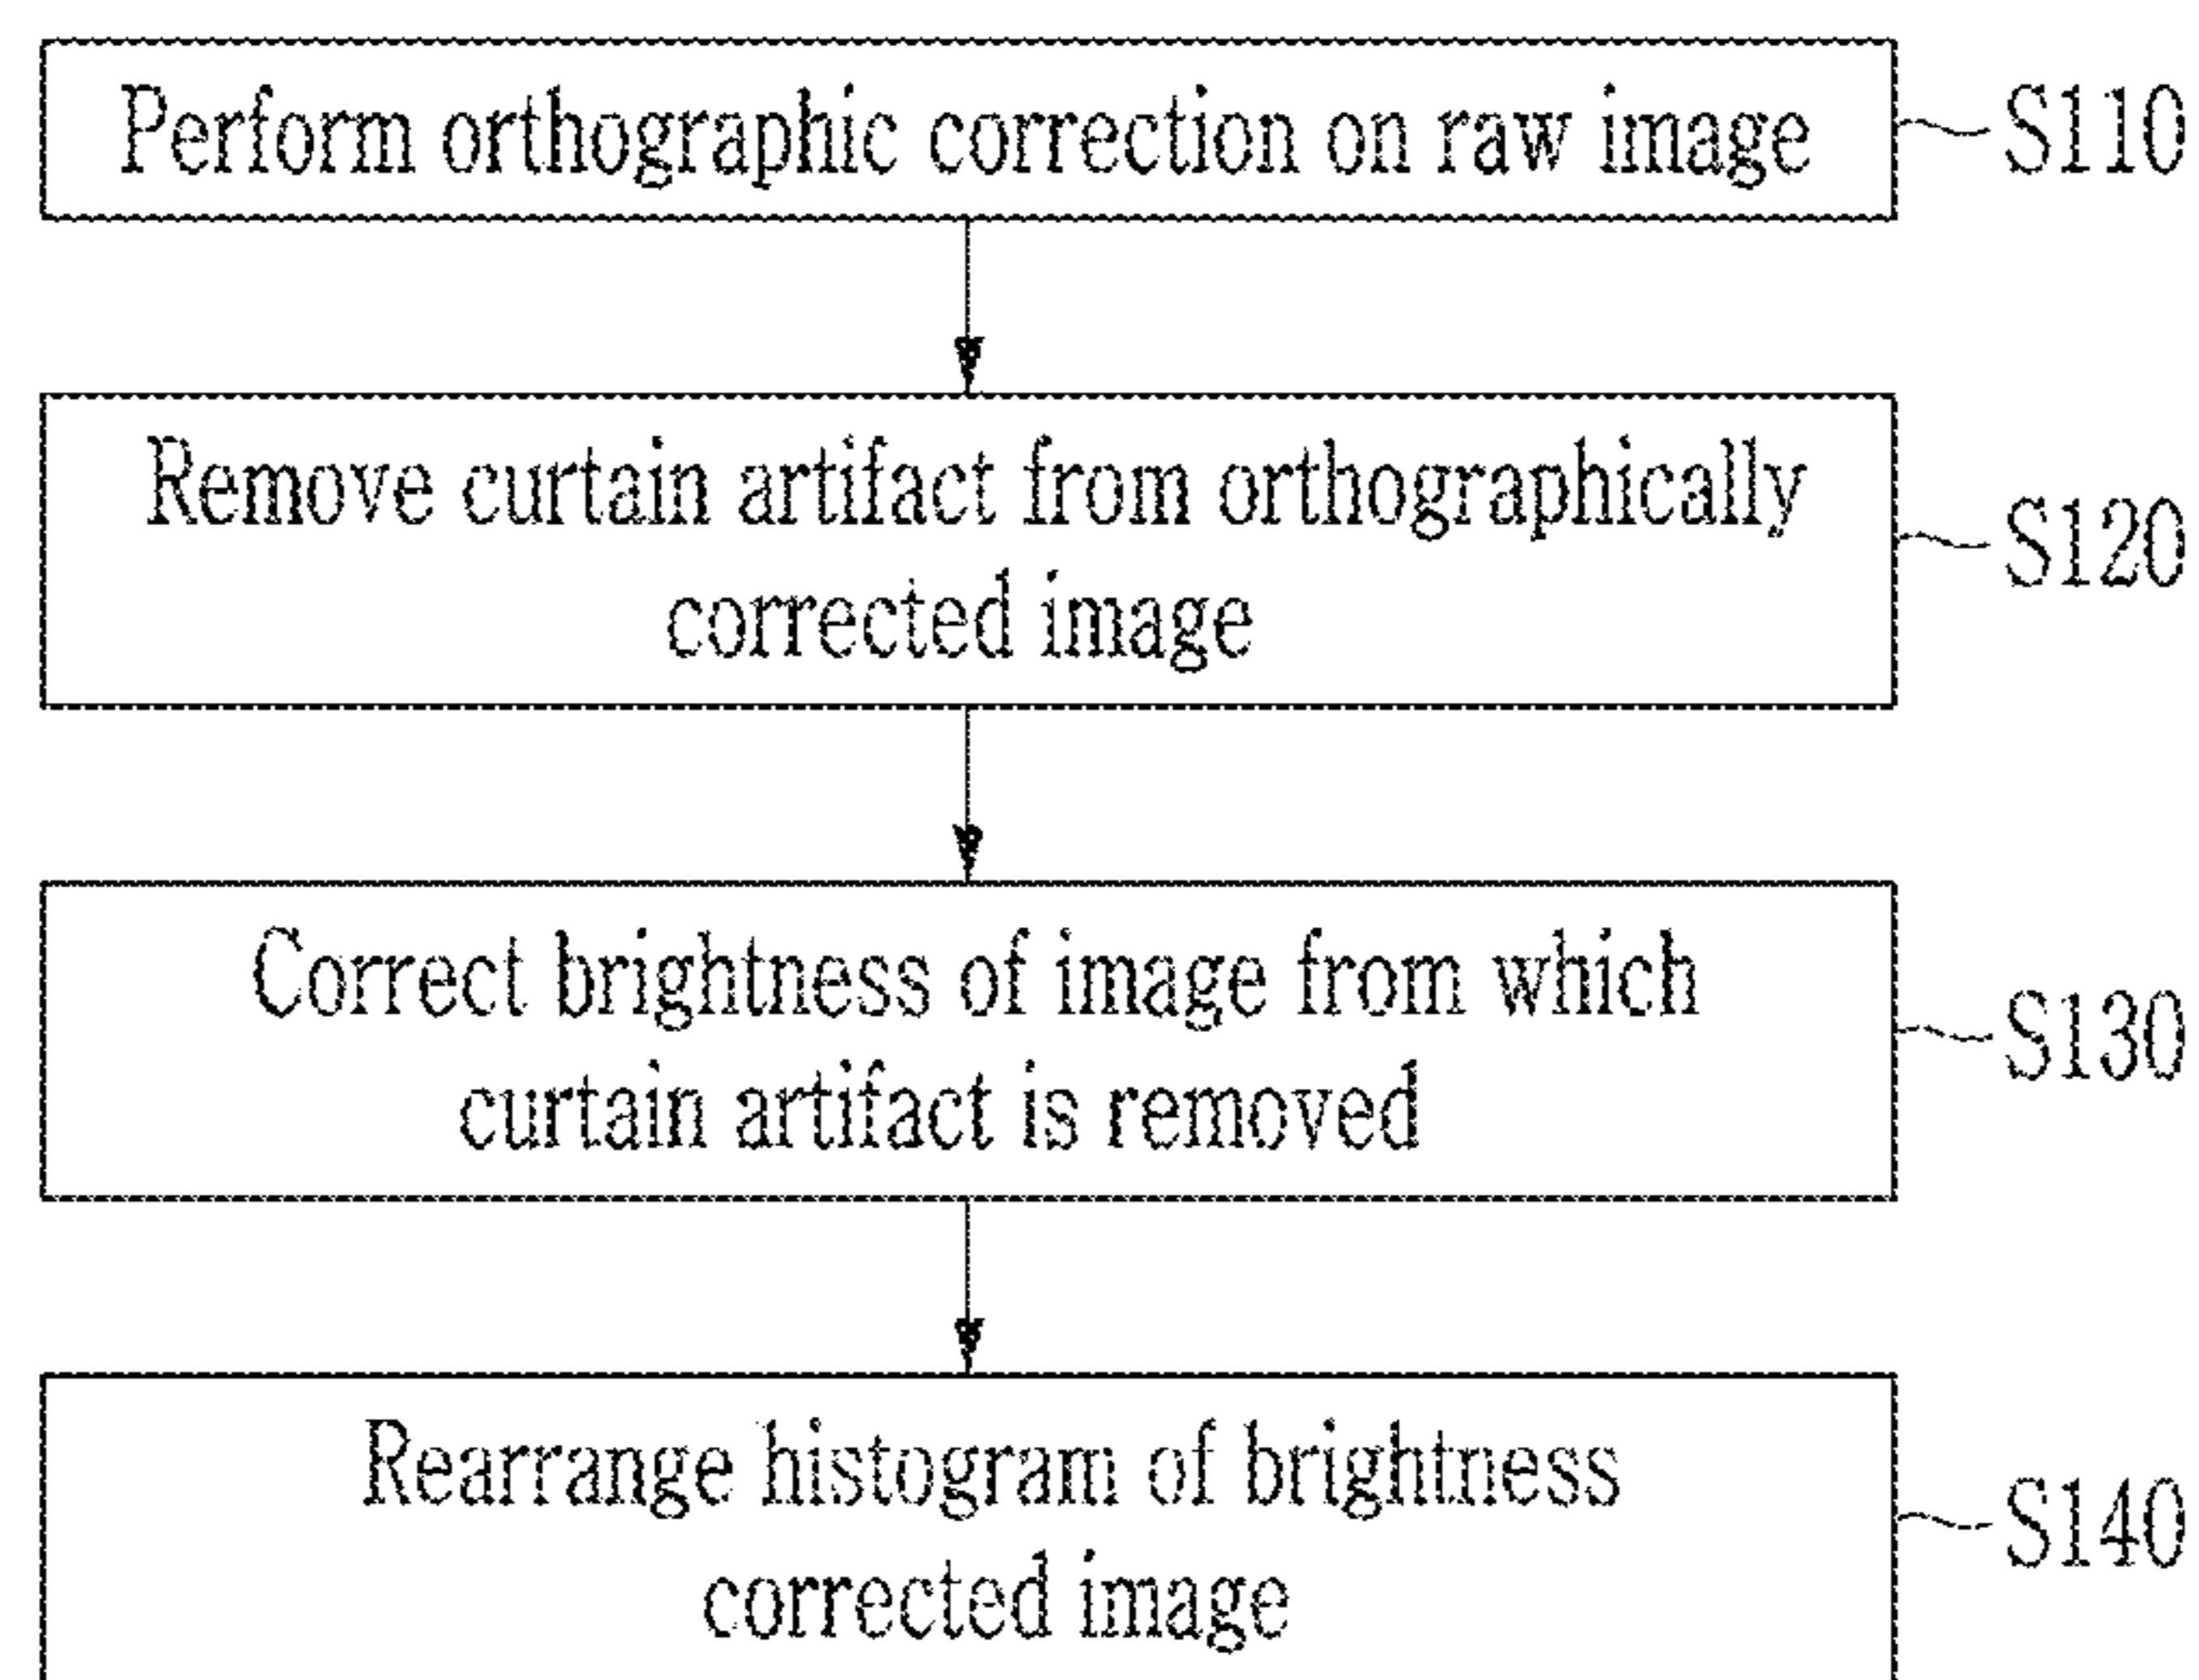 Perform orthographic correction on raw image
S110
Remove curtain artifact from orthographically
corrected image
S120
Correct brightness of image from which
curtain artifact is removed
S130
Rearrange histogram of brightness
corrected image
S140